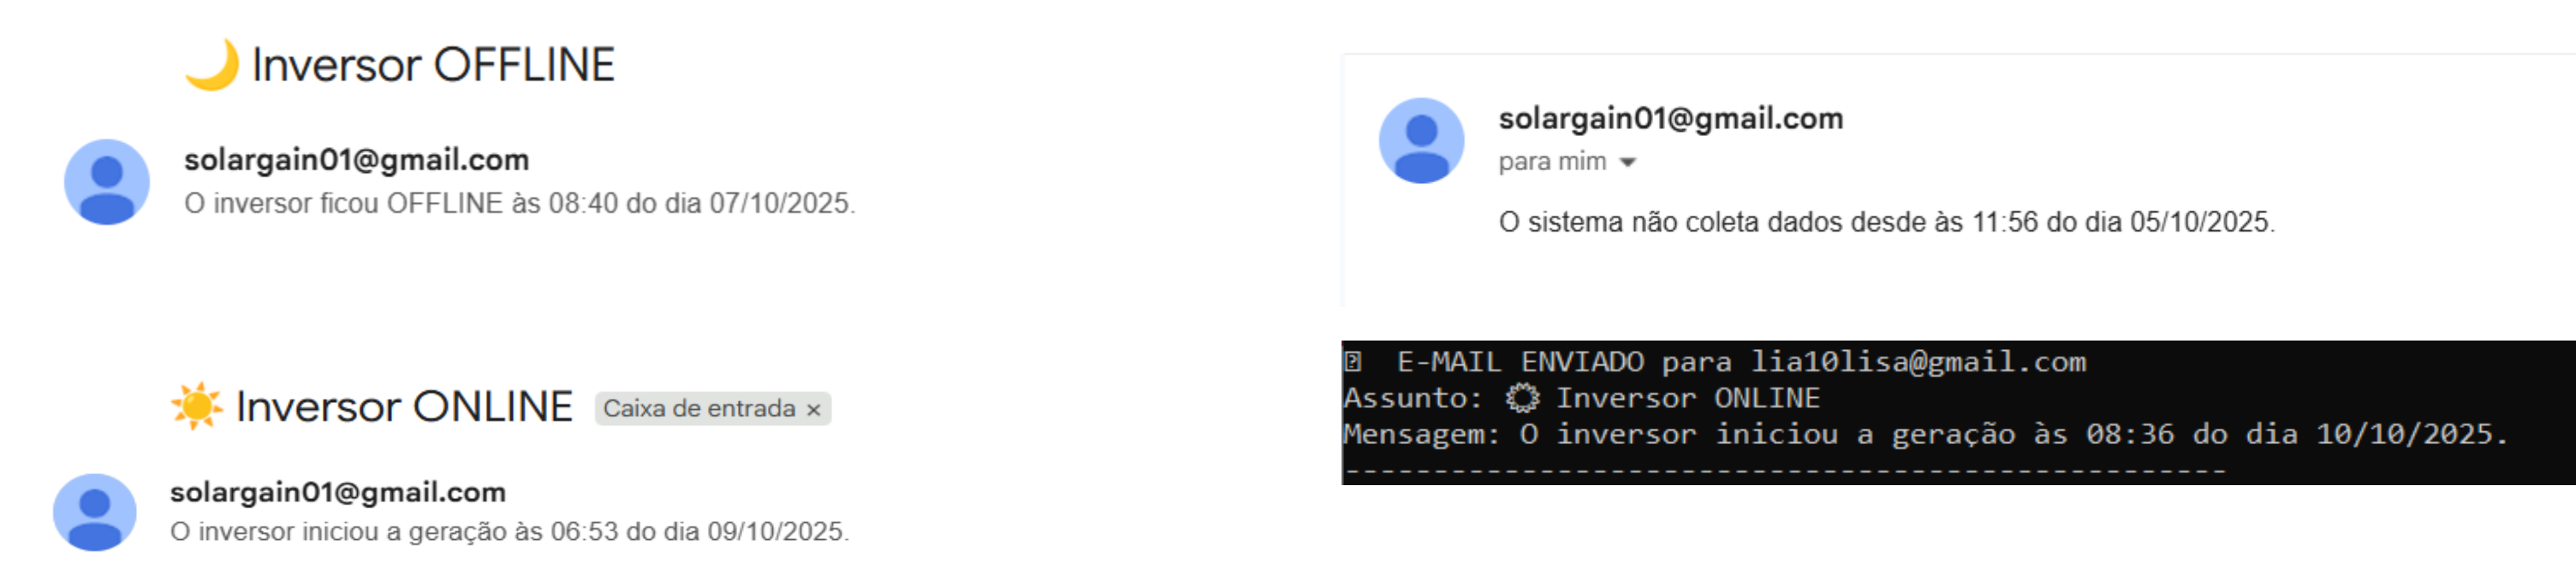 🌙 Inversor OFFLINE
solargain01@gmail.com
O inversor ficou OFFLINE às 08:40 do dia 07/10/2025.
☀️ Inversor ONLINE Caixa de entrada ×
solargain01@gmail.com
O inversor iniciou a geração às 06:53 do dia 09/10/2025.
solargain01@gmail.com
para mim
O sistema não coleta dados desde às 11:56 do dia 05/10/2025.
E-MAIL ENVIADO para lia10lisa@gmail.com
Assunto: Inversor ONLINE
Mensagem: O inversor iniciou a geração às 08:36 do dia 10/10/2025.
--------------------------------------------------